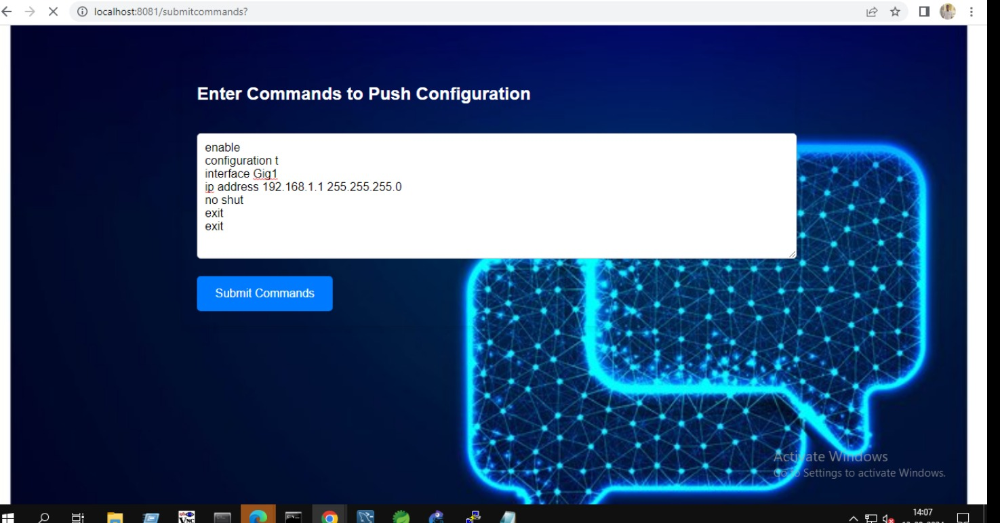 localhost:8081/submitcommands?
Enter Commands to Push Configuration
enable
configuration t
interface Gig1
ip address 192.168.1.1 255.255.255.0
no shut
exit
exit
Submit Commands
Activate Windows
Go to Settings to activate Windows.
14:07